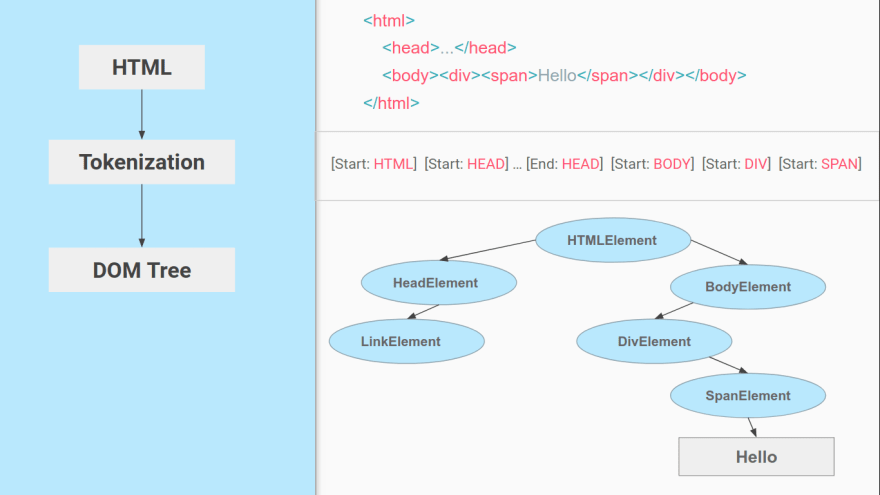 HTML
Tokenization
DOM Tree
<html>
<head>...</head>
<body><div><span>Hello</span></div></body>
</html>
[Start: HTML] [Start: HEAD] ... [End: HEAD] [Start: BODY] [Start: DIV] [Start: SPAN]
HTMLElement
HeadElement
BodyElement
LinkElement
DivElement
SpanElement
Hello